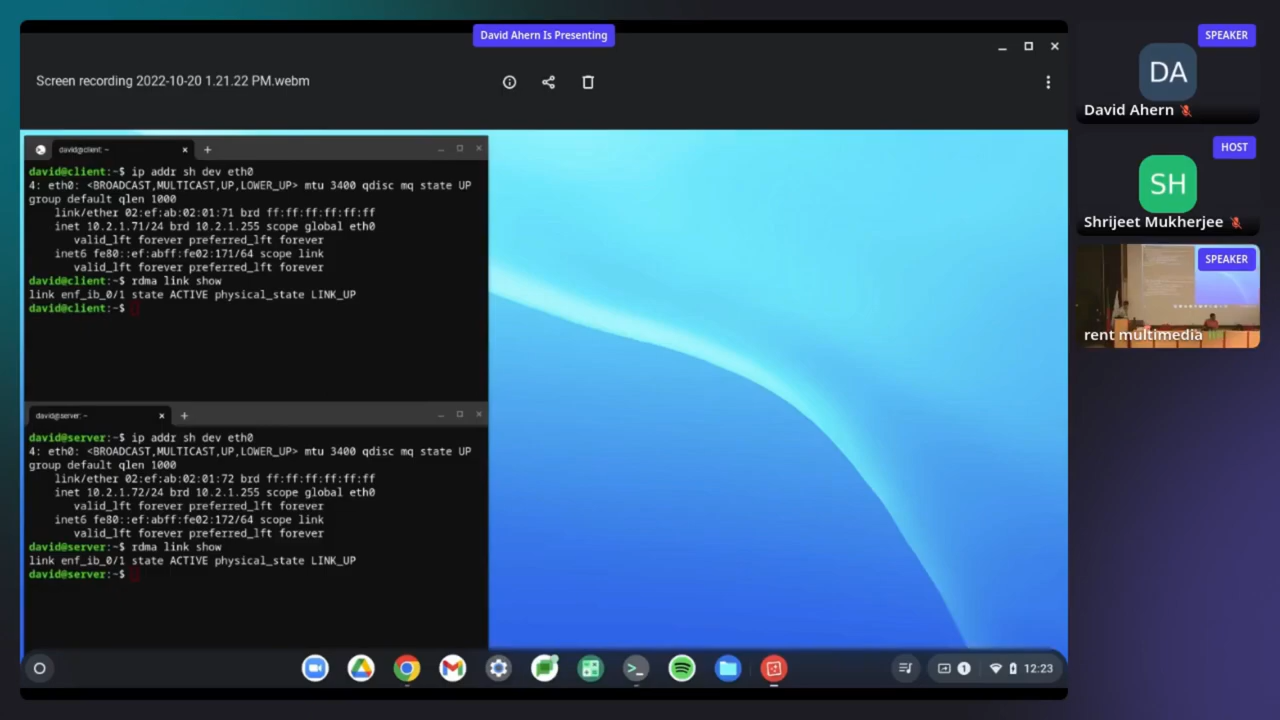 David Ahern Is Presenting
Screen recording 2022-10-20 1.21.22 PM.webm
david@client: ~
david@client:~$ ip addr sh dev eth0
4: eth0: <BROADCAST,MULTICAST,UP,LOWER_UP> mtu 3400 qdisc mq state UP
group default qlen 1000
link/ether 02:ef:ab:02:01:71 brd ff:ff:ff:ff:ff:ff
inet 10.2.1.71/24 brd 10.2.1.255 scope global eth0
valid_lft forever preferred_lft forever
inet6 fe80::ef:abff:fe02:171/64 scope link
valid_lft forever preferred_lft forever
david@client:~$ rdma link show
link enf_ib_0/1 state ACTIVE physical_state LINK_UP
david@client:~$
david@server: ~
david@server:~$ ip addr sh dev eth0
4: eth0: <BROADCAST,MULTICAST,UP,LOWER_UP> mtu 3400 qdisc mq state UP
group default qlen 1000
link/ether 02:ef:ab:02:01:72 brd ff:ff:ff:ff:ff:ff
inet 10.2.1.72/24 brd 10.2.1.255 scope global eth0
valid_lft forever preferred_lft forever
inet6 fe80::ef:abff:fe02:172/64 scope link
valid_lft forever preferred_lft forever
david@server:~$ rdma link show
link enf_ib_0/1 state ACTIVE physical_state LINK_UP
david@server:~$
1
12:23
SPEAKER
DA
David Ahern
HOST
SH
Shrijeet Mukherjee
SPEAKER
rent multimedia